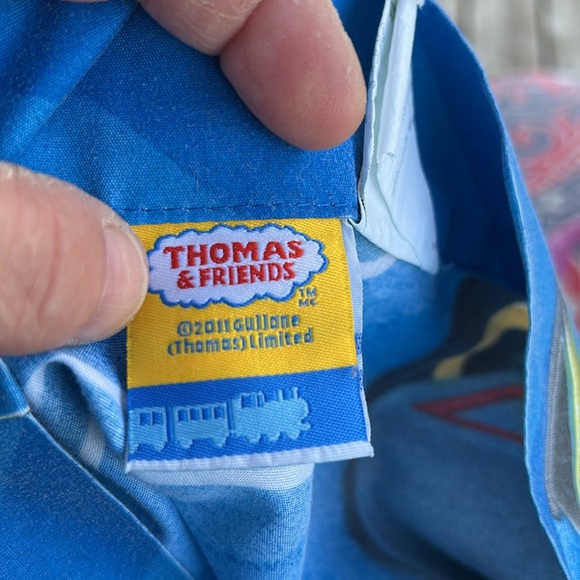 THOMAS
& FRIENDS
TM
MC
©2011 Gullane
(Thomas) Limited